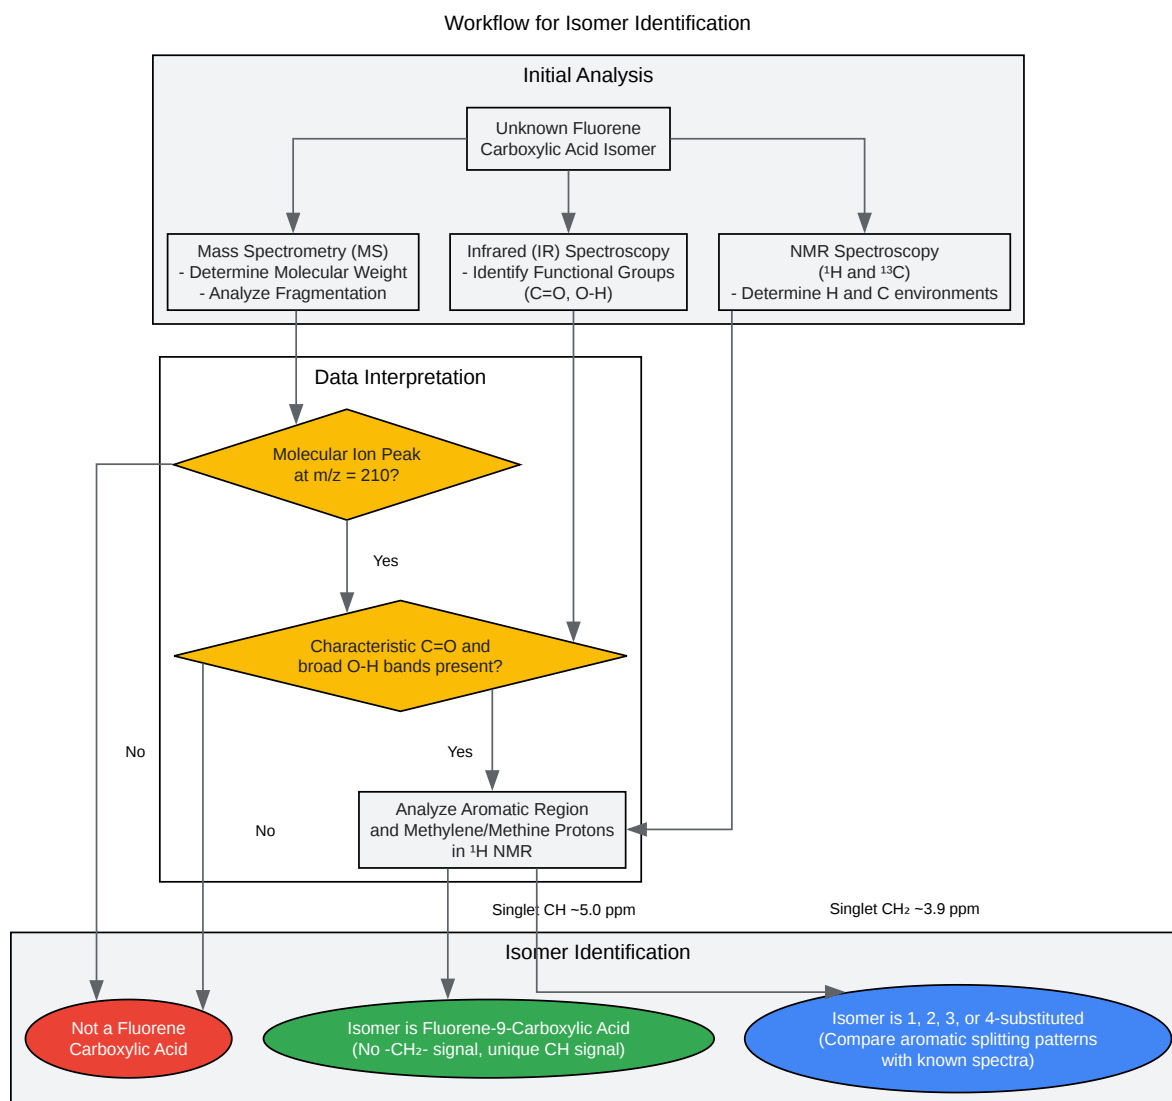 Workflow for Isomer Identification
Initial Analysis
Unknown Fluorene
Carboxylic Acid Isomer
Mass Spectrometry (MS)
- Determine Molecular Weight
- Analyze Fragmentation
Infrared (IR) Spectroscopy
- Identify Functional Groups
(C=O, O-H)
NMR Spectroscopy
(¹H and ¹³C)
- Determine H and C environments
Data Interpretation
Molecular Ion Peak
at m/z = 210?
Yes
Characteristic C=O and
broad O-H bands present?
No
Yes
No
Analyze Aromatic Region
and Methylene/Methine Protons
in ¹H NMR
Singlet CH ~5.0 ppm
Singlet CH₂ ~3.9 ppm
Isomer Identification
Not a Fluorene
Carboxylic Acid
Isomer is Fluorene-9-Carboxylic Acid
(No -CH₂- signal, unique CH signal)
Isomer is 1, 2, 3, or 4-substituted
(Compare aromatic splitting patterns
with known spectra)